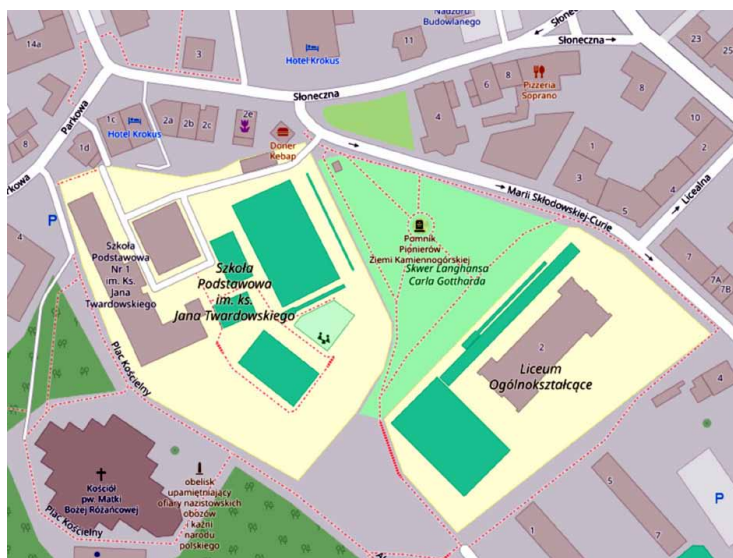 Nadzoru
Budowlanego
Słoneczna
14a
3
11
Słoneczna
23
25
Hotel Krokus
6
8
Pizzeria
Soprano
8
Słoneczna
Parkowa
1c
2a
2b
2c
2e
4
10
Hotel Krokus
Doner
Kebap
1
2
8
1d
3
4
Parkowa
Marii Skłodowskiej-Curie
5
Licealna
P
Pomnik
Pionierów
Ziemi Kamiennogórskiej
Skwer Langhansa
Carla Gottharda
4
Szkoła
Podstawowa
Nr 1
im. Ks.
Jana
Twardowskiego
Szkoła
Podstawowa
im. ks.
Jana Twardowskiego
7
7A
7B
2
Liceum
Ogólnokształcące
Plac Kościelny
4
Kościół
pw. Matki
Bożej Różańcowej
obelisk
upamiętniający
ofiary nazistowskich
obozów
i kaźni
narodu
polskiego
5
P
Plac Kościelny
1
7